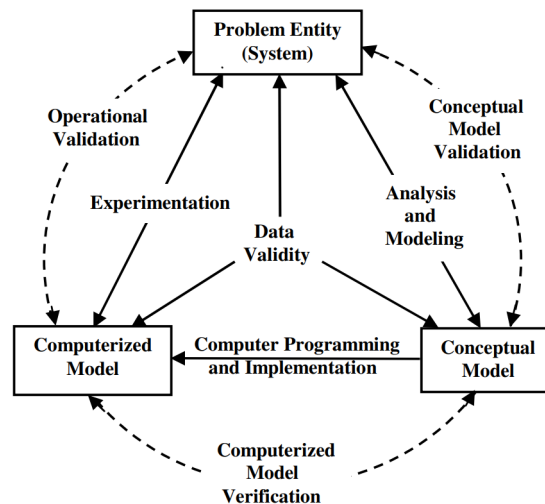 Problem Entity
(System)
Operational
Validation
Conceptual
Model
Validation
Experimentation
Analysis
and
Modeling
Data
Validity
Computerized
Model
Computer Programming
and Implementation
Conceptual
Model
Computerized
Model
Verification